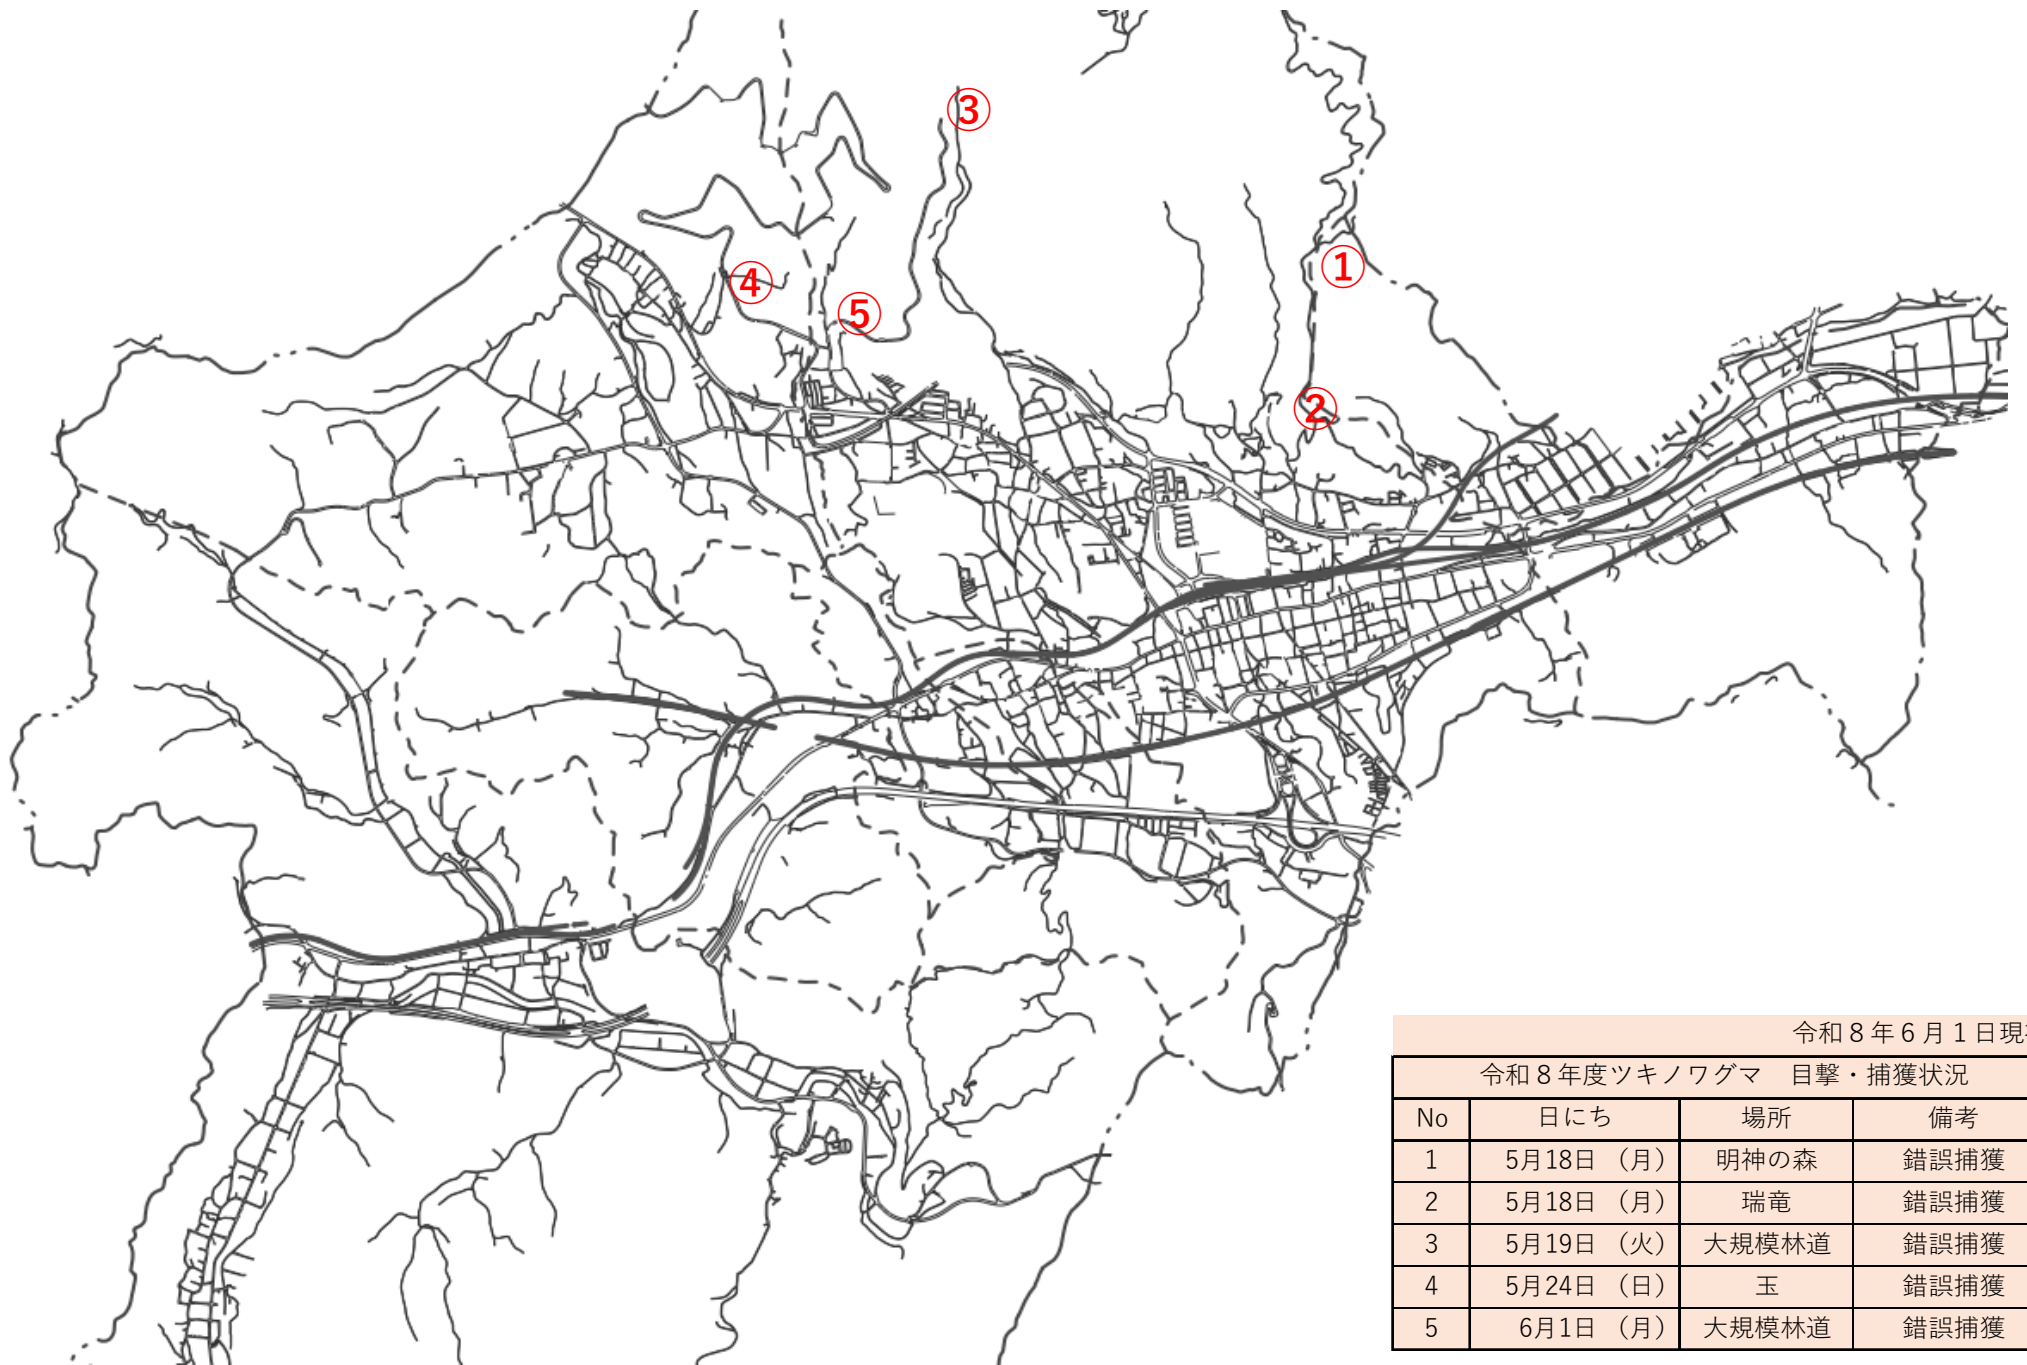 ③
①
④
⑤
②
令和８年６月１日現
令和８年度ツキノワグマ　目撃・捕獲状況
No 日にち 場所 備考
1 5月18日 （月） 明神の森 錯誤捕獲
2 5月18日 （月） 瑞竜 錯誤捕獲
3 5月19日 （火） 大規模林道 錯誤捕獲
4 5月24日 （日） 玉 錯誤捕獲
5 6月1日 （月） 大規模林道 錯誤捕獲